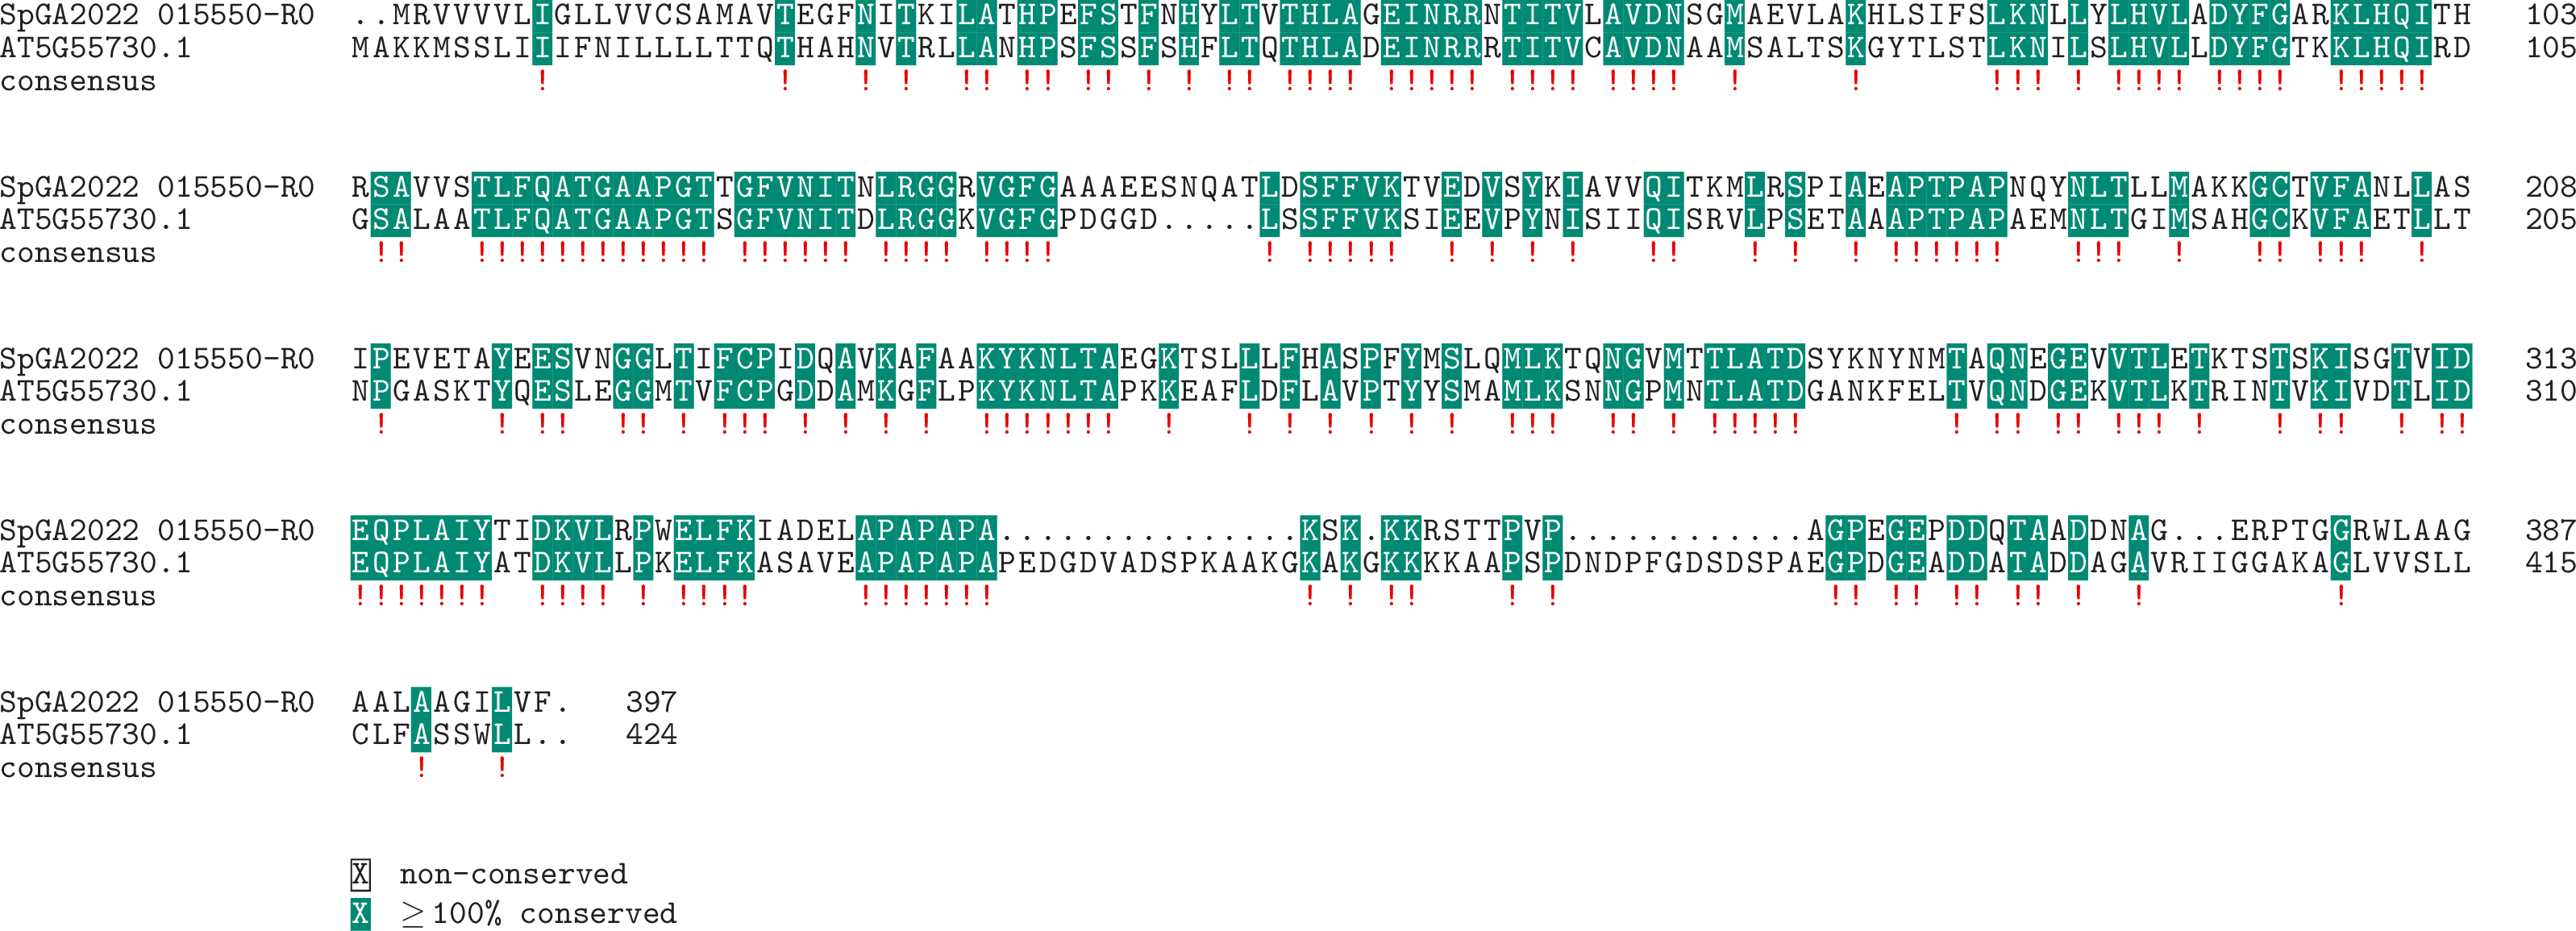 SpGA2022 015550-R0 ..MRVVVVLIGLLVVCSAMAVTEGFNITKILATHPEFSTFNHYLTVTHLAGEINRRNTITVLAVDNSGMAEVLAKHLSIFSLKNLLYLHVLADYFGARKLHQITH 103
AT5G55730.1 MAKKMSSLIIIFNILLLLTTQTHAHNVTRLLANHPSFSSFSHFLTQTHLADEINRRRTITVCAVDNAAMSALTSKGYTLSTLKNILSLHVLLDYFGTKKLHQIRD 105
consensus ! ! ! ! !! !! !! ! ! !! !!!! !!!!! !!!! !!!! ! ! !!! ! !!!! !!!! !!!!!
SpGA2022 015550-R0 RSAVVSTLFQATGAAPGTTGFVNITNLRGGRVGFGAAAEESNQATLDSFFVKTVEDVSYKIAVVQITKMLRSPIAEAPTPAPNQYNLTLLMAKKGCTVFANLLAS 208
AT5G55730.1 GSALAATLFQATGAAPGTSGFVNITDLRGGKVGFGPDGGD.....LSSFFVKSIEEVPYNISIIQISRVLPSETAAAPTPAPAEMNLTGIMSAHGCKVFAETLLT 205
consensus !! !!!!!!!!!!!! !!!!!! !!!! !!!! ! !!!!! ! ! ! ! !! ! ! ! !!!!!! !!! ! !! !!! !
SpGA2022 015550-R0 IPEVETAYEESVNGGLTIFCPIDQAVKAFAAKYKNLTAEGKTSLLLFHASPFYMSLQMLKTQNGVMTTLATDSYKNYNMTAQNEGEVVTLETKTSTSKISGTVID 313
AT5G55730.1 NPGASKTYQESLEGGMTVFCPGDDAMKGFLPKYKNLTAPKKEAFLDFLAVPTYYSMAMLKSNNGPMNTLATDGANKFELTVQNDGEKVTLKTRINTVKIVDTLID 310
consensus ! ! !! !! ! !!! ! ! ! ! !!!!!!! ! ! ! ! ! ! ! !!! !! ! !!!!! ! !! !! !!! ! ! !! ! !!
SpGA2022 015550-R0 EQPLAIYTIDKVLRPWELFKIADELAPAPAPA...............KSK.KKRSTTPVP............AGPEGEPDDQTAADDNAG...ERPTGGRWLAAG 387
AT5G55730.1 EQPLAIYATDKVLLPKELFKASAVEAPAPAPAPEDGDVADSPKAAKGKAKGKKKKAAPSPDNDPFGDSDSPAEGPDGEADDATADDAGAVRIIGGAKAGLVVSLL 415
consensus !!!!!!! !!!! ! !!!! !!!!!!! ! ! !! ! ! !! !! !! !! ! ! !
SpGA2022 015550-R0 AALAAGILVF. 397
AT5G55730.1 CLFASSWLL.. 424
consensus ! !
X non-conserved
X ≥100% conserved